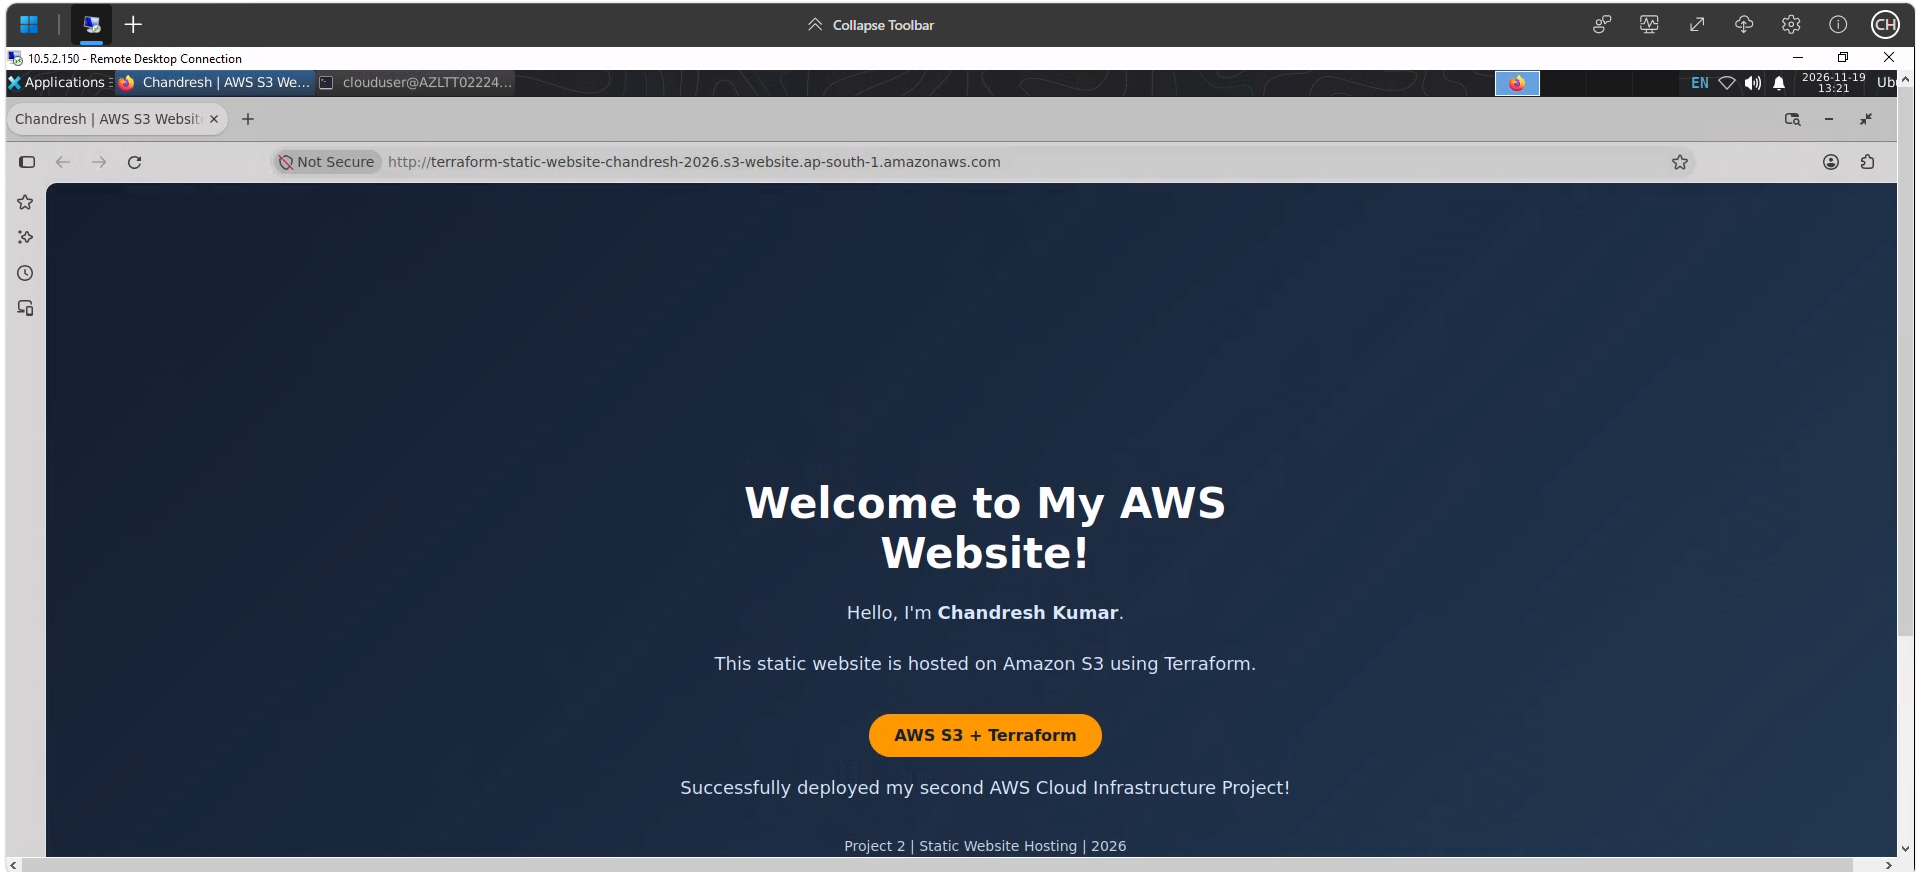 Collapse Toolbar
CH
10.5.2.150 - Remote Desktop Connection
Applications
Chandresh | AWS S3 We...
clouduser@AZLTT02224...
EN
2026-11-19
13:21
Ub
Chandresh | AWS S3 Websit
Not Secure
http://terraform-static-website-chandresh-2026.s3-website.ap-south-1.amazonaws.com
Welcome to My AWS
Website!
Hello, I'm Chandresh Kumar.
This static website is hosted on Amazon S3 using Terraform.
AWS S3 + Terraform
Successfully deployed my second AWS Cloud Infrastructure Project!
Project 2 | Static Website Hosting | 2026